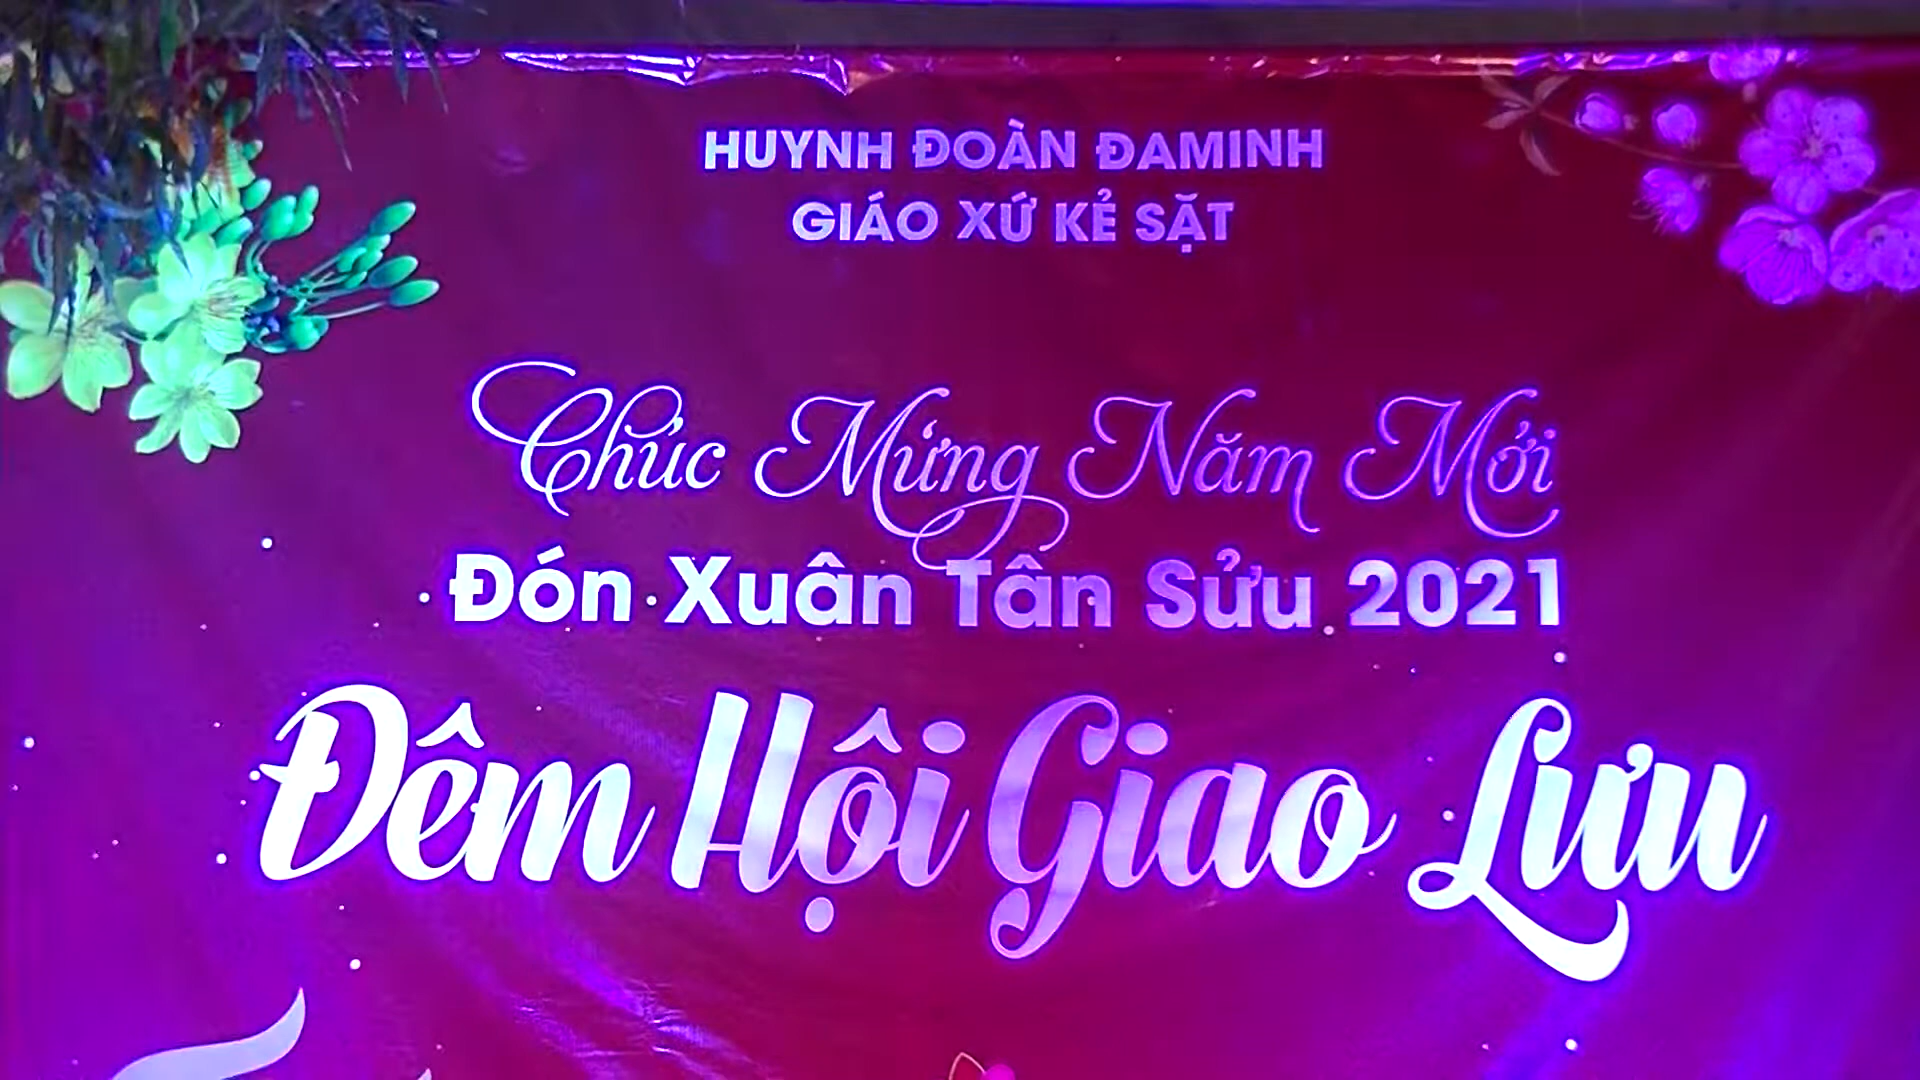 HUYNH ĐOÀN ĐAMINH
GIÁO XỨ KẺ SẶT
Chúc Mừng Năm Mới
Đón Xuân Tân Sửu 2021
Đêm Hội Giao Lưu